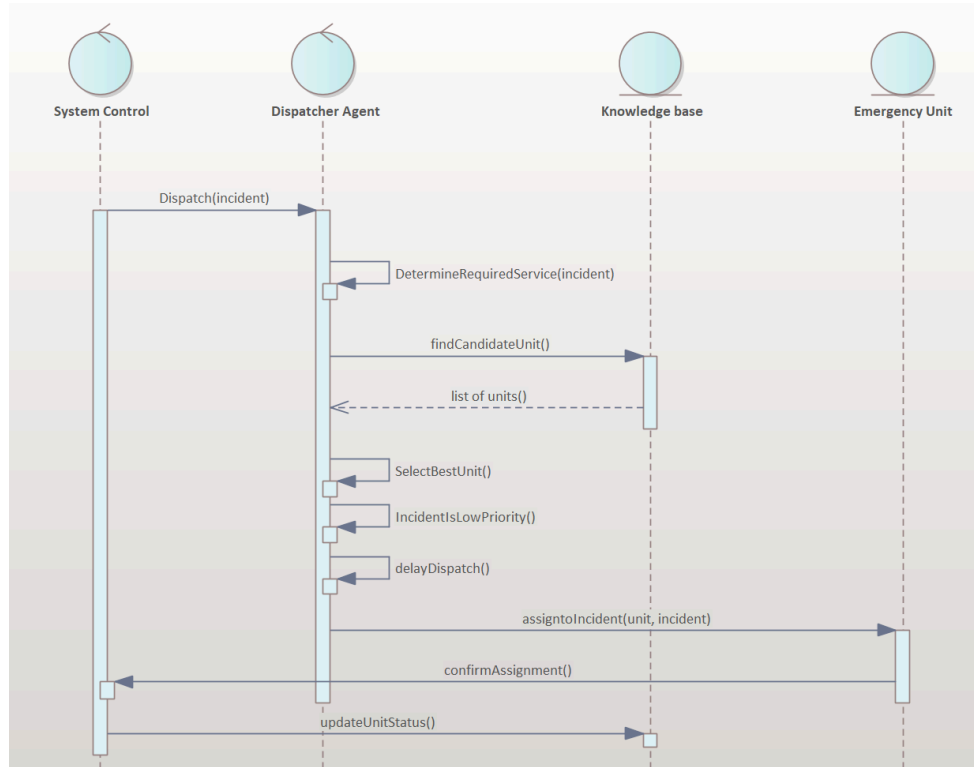 System Control
Dispatcher Agent
Knowledge base
Emergency Unit
Dispatch(incident)
DetermineRequiredService(incident)
findCandidateUnit()
list of units()
SelectBestUnit()
IncidentIsLowPriority()
delayDispatch()
assigntoIncident(unit, incident)
confirmAssignment()
updateUnitStatus()